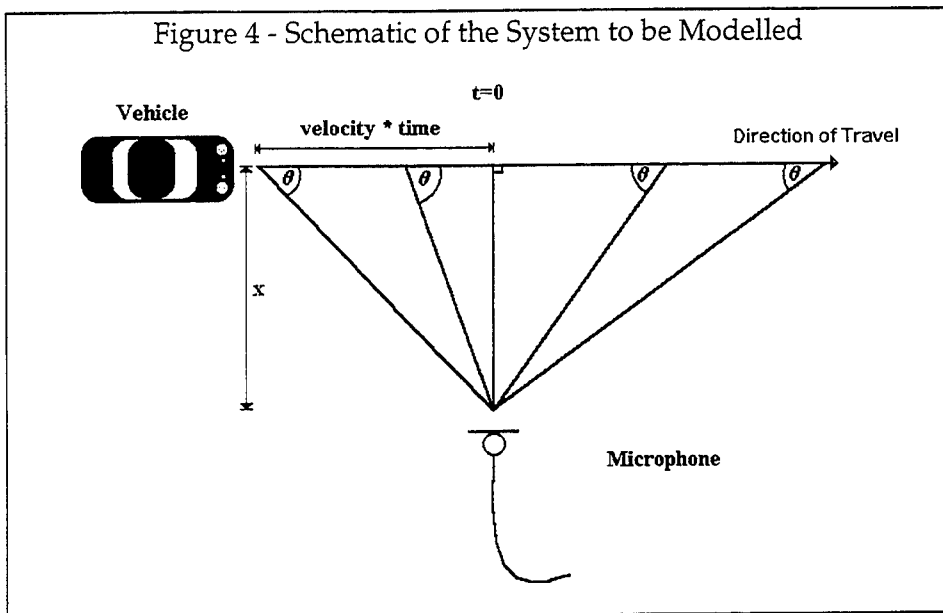 Figure 4 - Schematic of the System to be Modelled
t=0
Vehicle
velocity * time
Direction of Travel
θ θ θ θ
x
Microphone